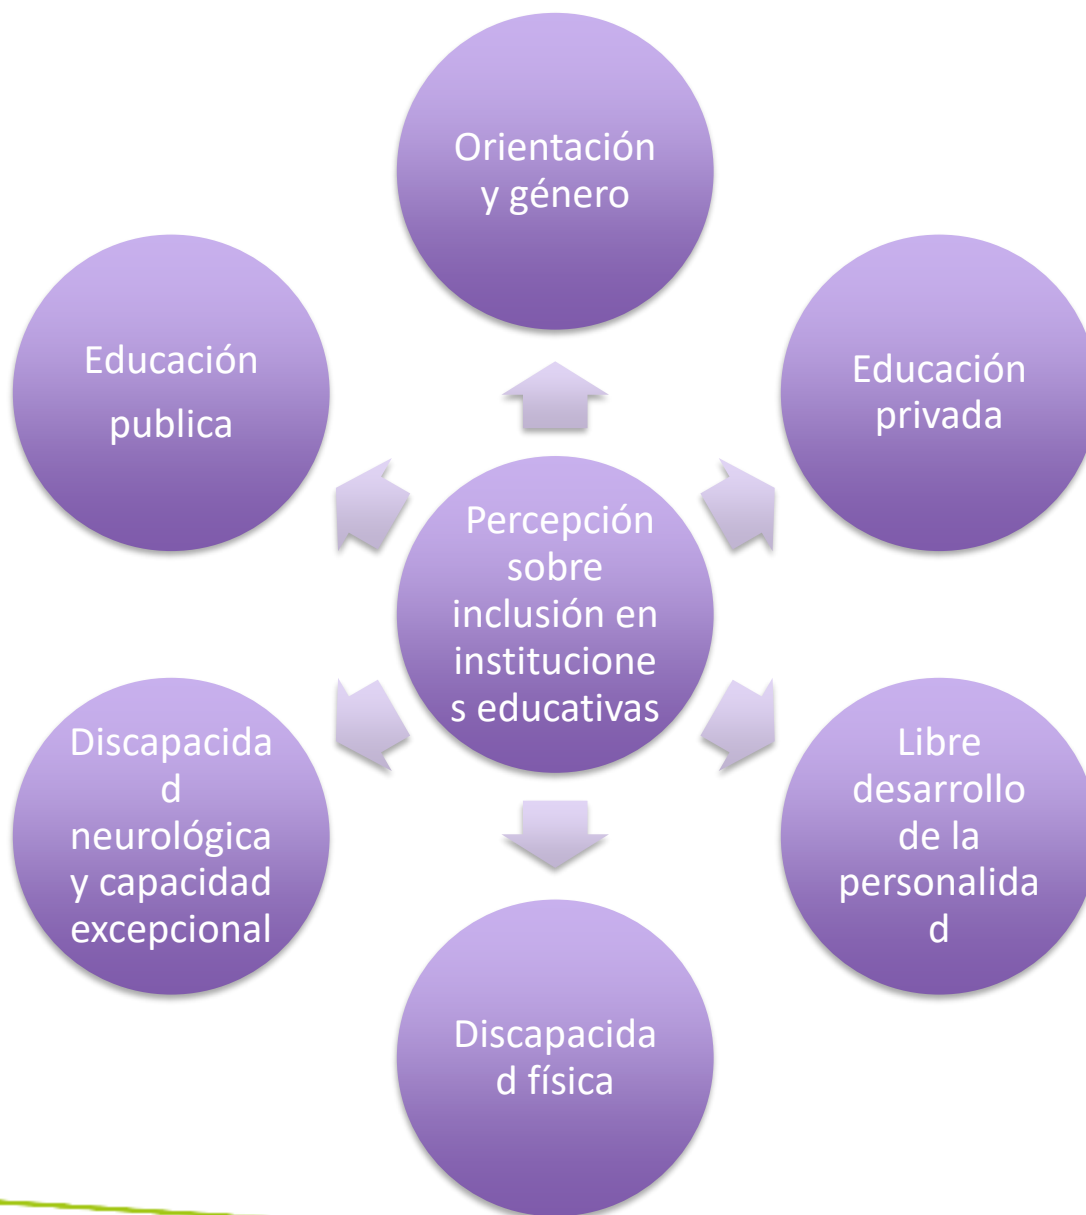 Orientación
y género
Educación
publica
Educación
privada
Percepción
sobre
inclusión en
institucione
s educativas
Discapacida
d
neurológica
y capacidad
excepcional
Libre
desarrollo
de la
personalida
d
Discapacida
d física